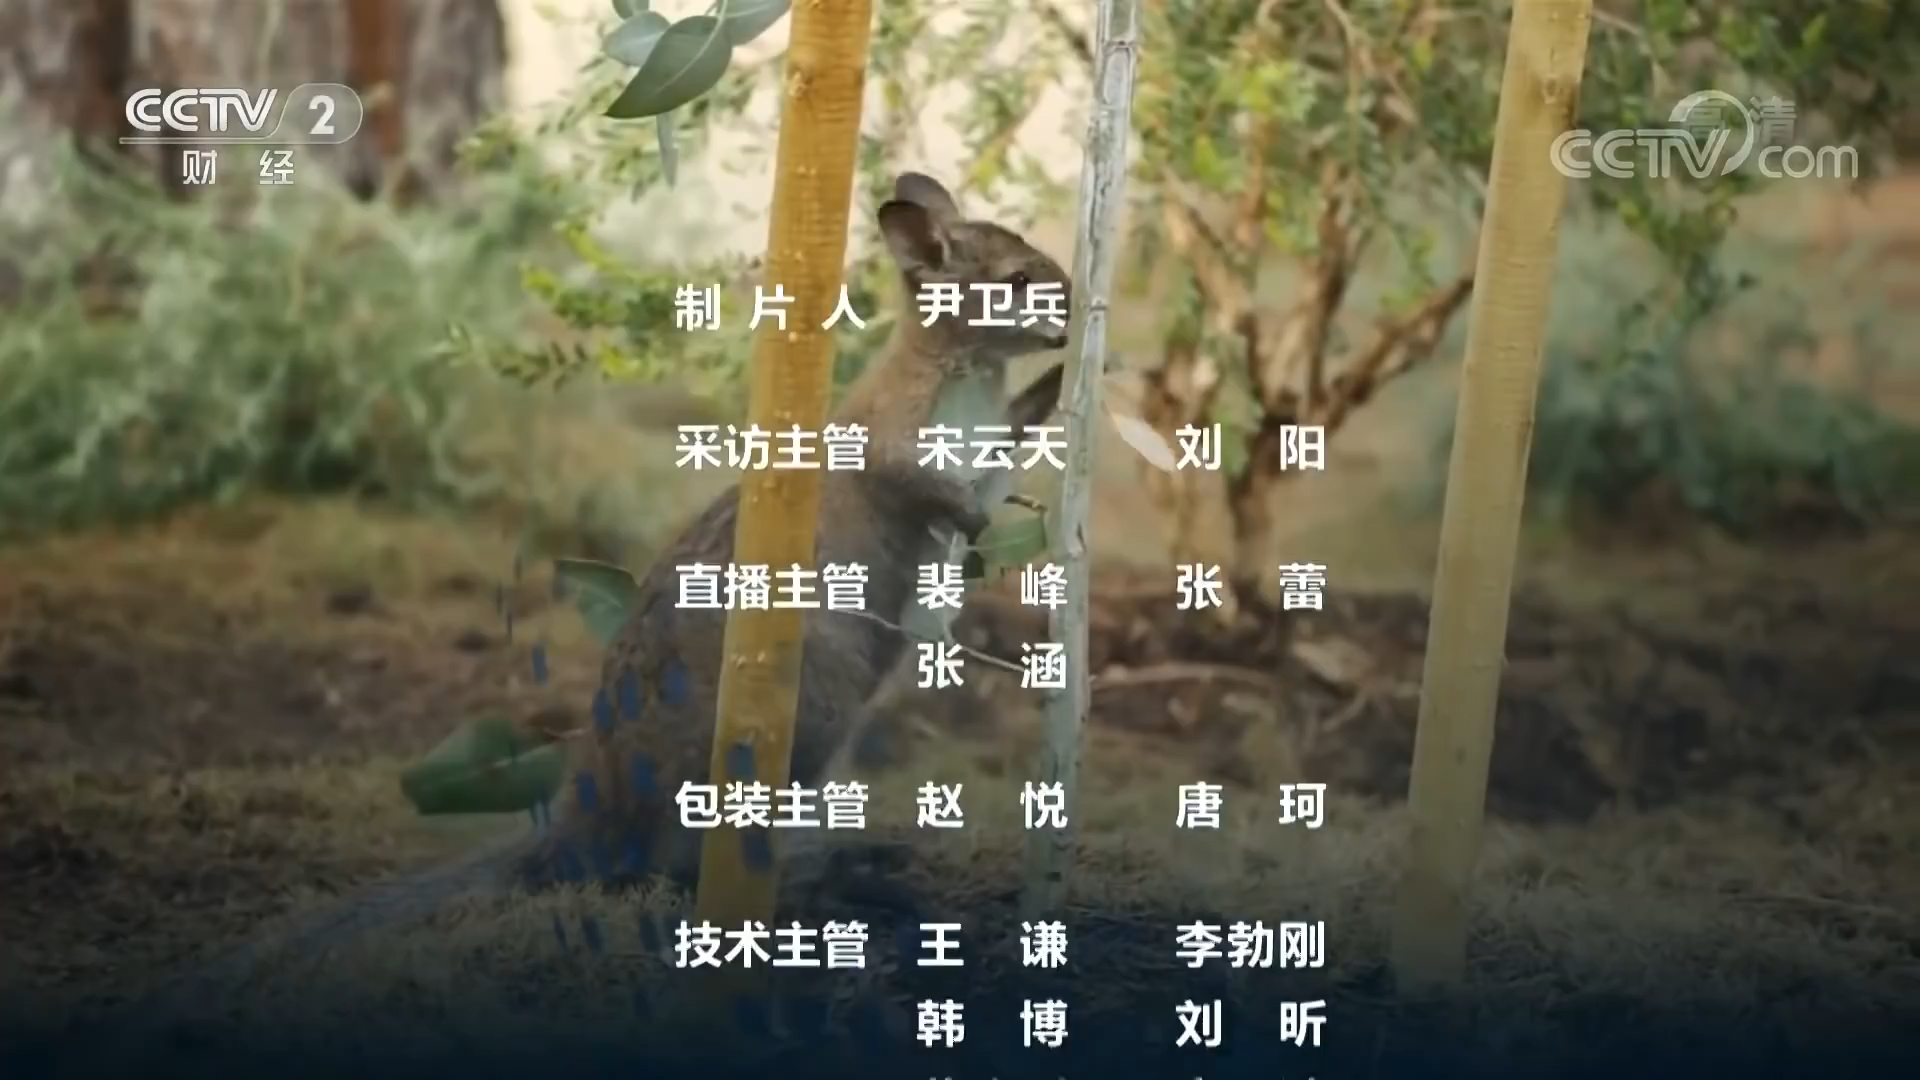 CCTV 2
财 经
高清
CCTV.com
制 片 人 尹卫兵
采访主管 宋云天 刘 阳
直播主管 裴 峰 张 蕾
张 涵
包装主管 赵 悦 唐 珂
技术主管 王 谦 李勃刚
韩 博 刘 昕